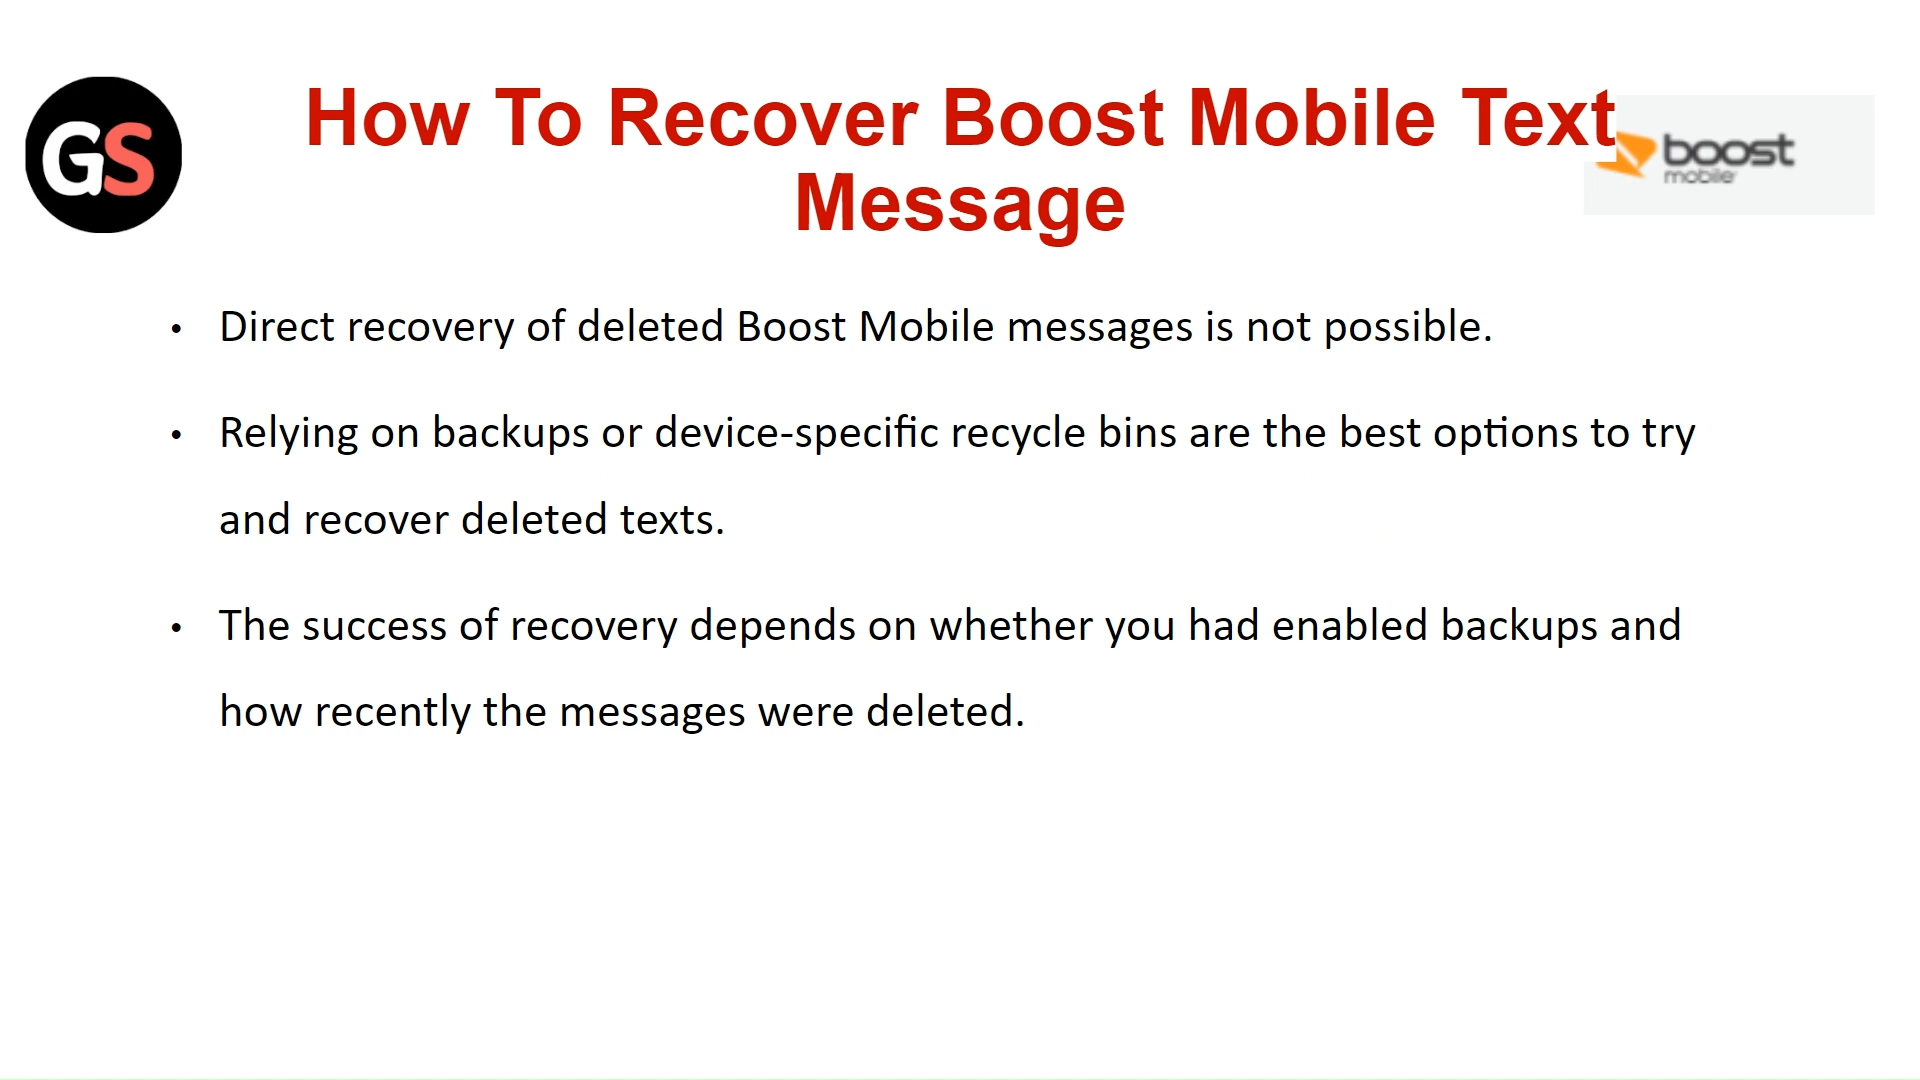 GS
How To Recover Boost Mobile Text
Message
boost
mobile
• Direct recovery of deleted Boost Mobile messages is not possible.
• Relying on backups or device-specific recycle bins are the best options to try
and recover deleted texts.
• The success of recovery depends on whether you had enabled backups and
how recently the messages were deleted.